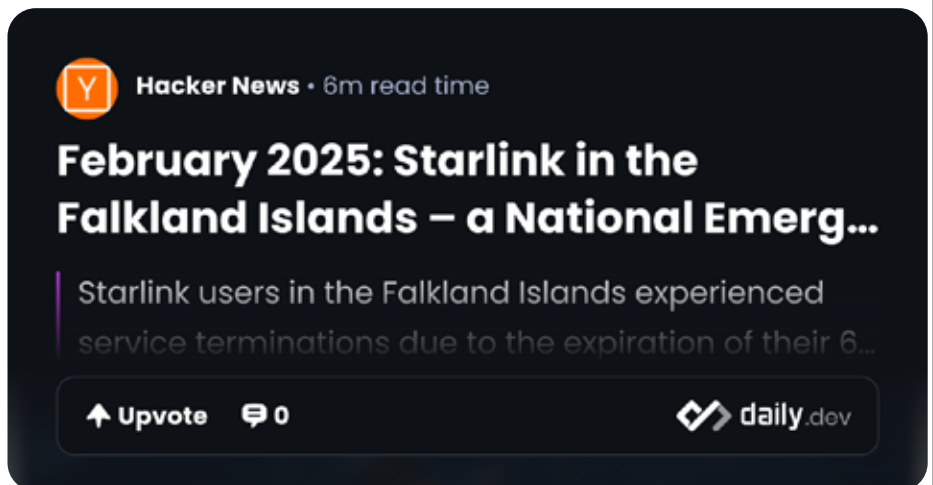 Y
Hacker News • 6m read time
February 2025: Starlink in the
Falkland Islands – a National Emerg...
Starlink users in the Falkland Islands experienced
service terminations due to the expiration of their 6...
Upvote 0 daily.dev